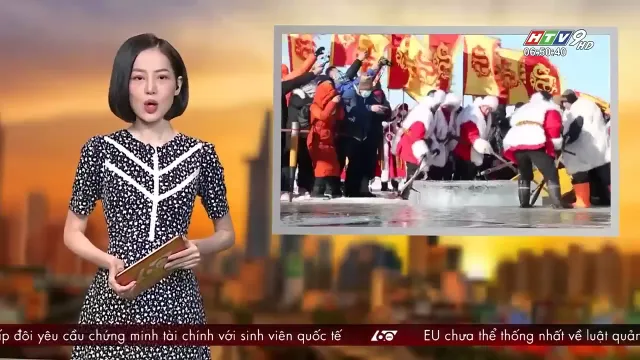 HTV9 HD
06:50:40
ấp đôi yêu cầu chứng minh tài chính với sinh viên quốc tế 60 EU chưa thể thống nhất về luật quản